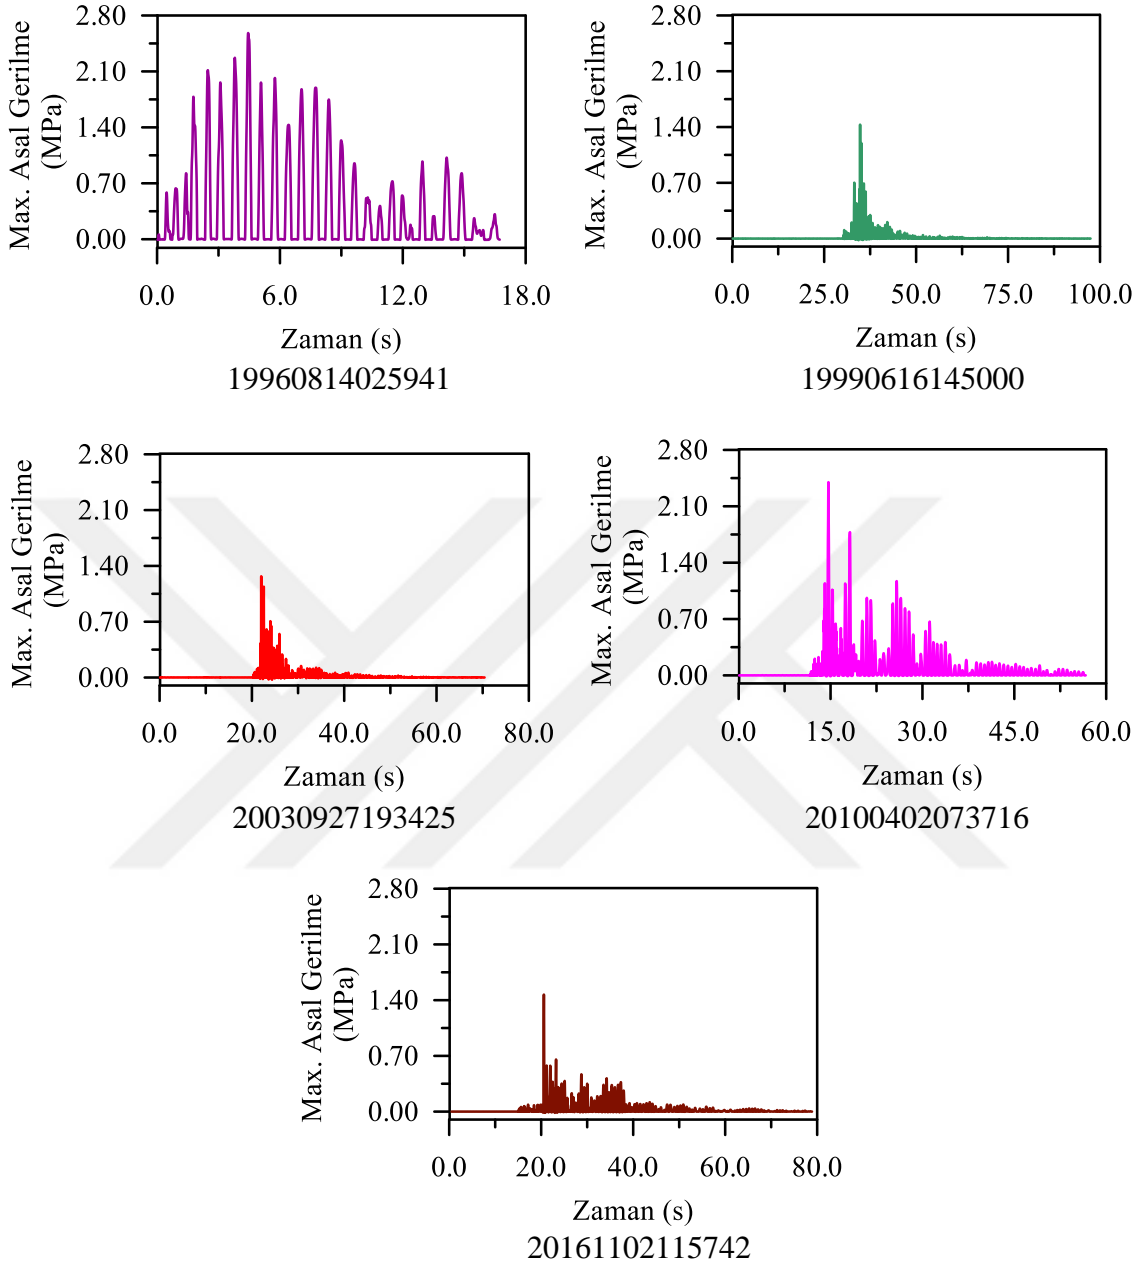 2.80
2.10
1.40
0.70
0.00
Max. Asal Gerilme
(MPa)
0.0 6.0 12.0 18.0
Zaman (s)
19960814025941
2.80
2.10
1.40
0.70
0.00
Max. Asal Gerilme
(MPa)
0.0 25.0 50.0 75.0 100.0
Zaman (s)
19990616145000
2.80
2.10
1.40
0.70
0.00
Max. Asal Gerilme
(MPa)
0.0 20.0 40.0 60.0 80.0
Zaman (s)
20030927193425
2.80
2.10
1.40
0.70
0.00
Max. Asal Gerilme
(MPa)
0.0 15.0 30.0 45.0 60.0
Zaman (s)
20100402073716
2.80
2.10
1.40
0.70
0.00
Max. Asal Gerilme
(MPa)
0.0 20.0 40.0 60.0 80.0
Zaman (s)
20161102115742